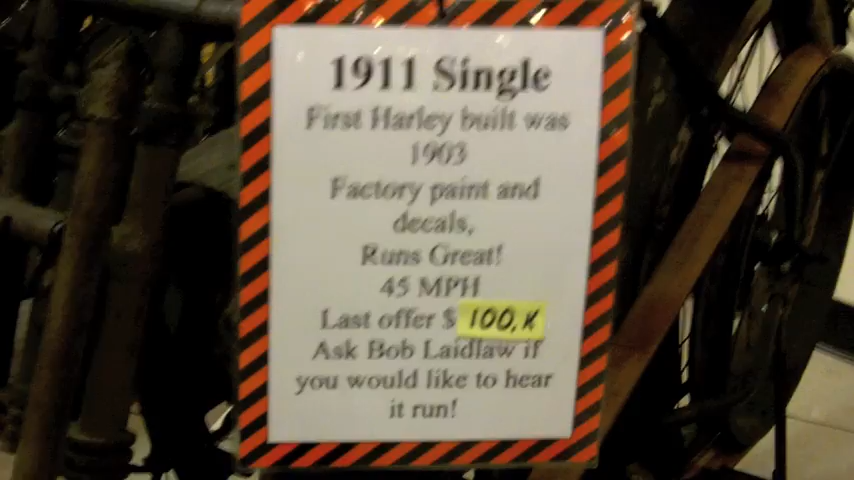 1911 Single
First Harley built was
1903
Factory paint and
decals,
Runs Great!
45 MPH
Last offer $ 100,K
Ask Bob Laidlaw if
you would like to hear
it run!